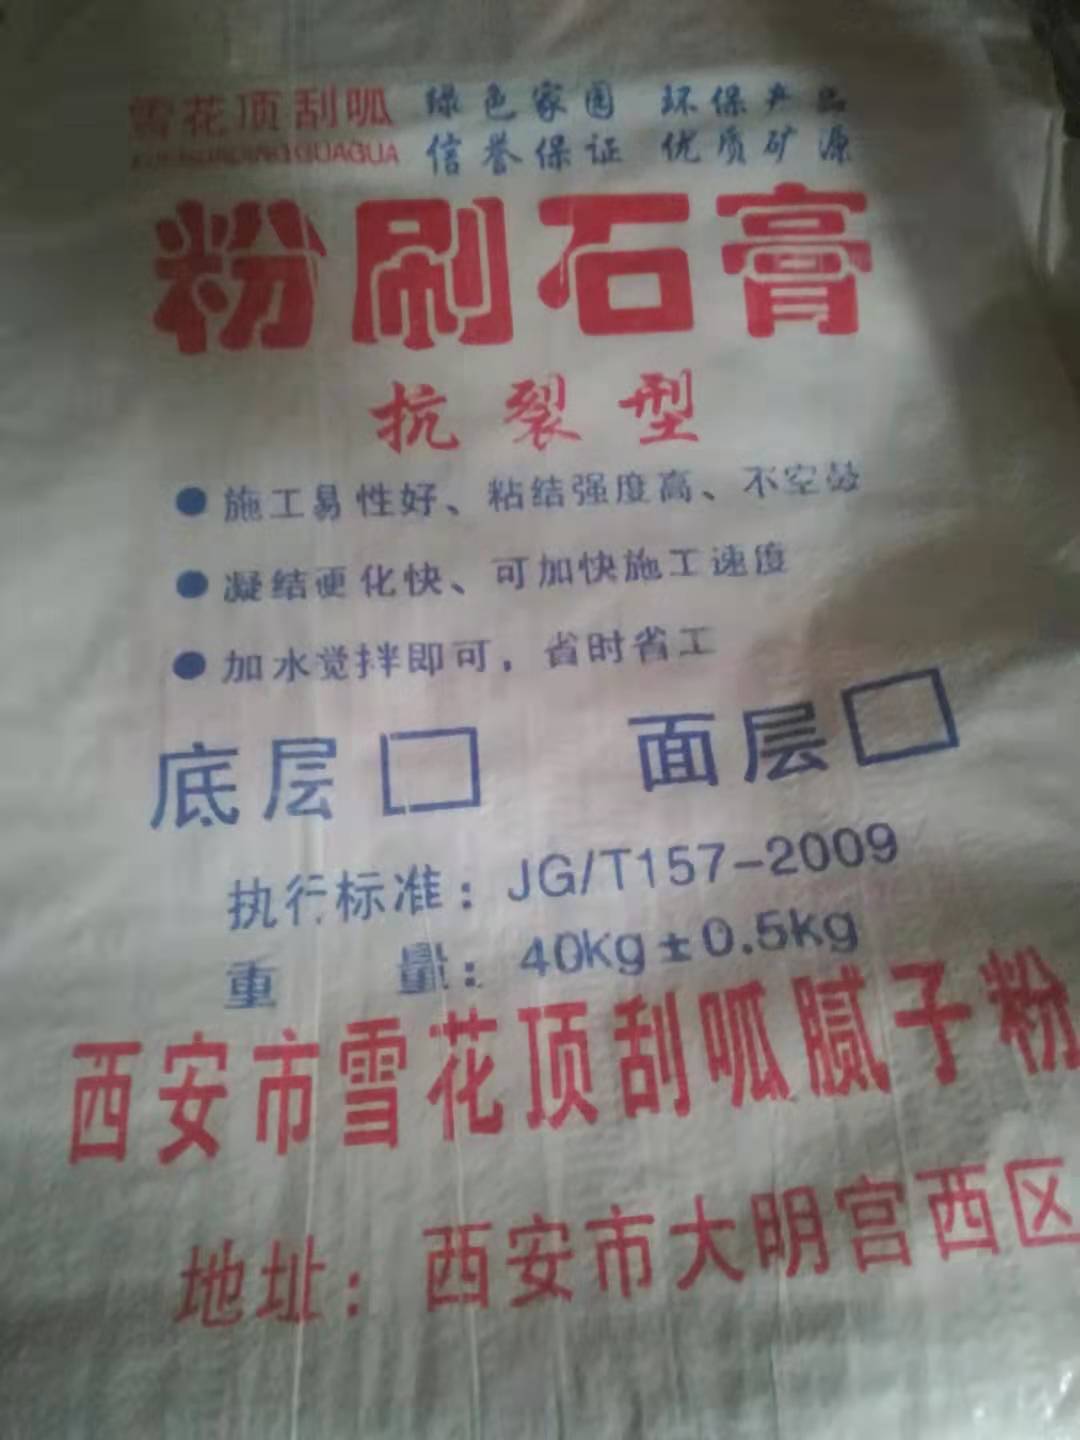 雪花顶刮呱 绿色家园 环保产品
XUEHUADINGGUAGUA 信誉保证 优质矿源
粉刷石膏
抗裂型
●施工易性好、粘结强度高、不空鼓
●凝结硬化快、可加快施工速度
●加水觉拌即可，省时省工
底层□ 面层□
执行标准：JG/T157-2009
重量：40kg±0.5kg
西安市雪花顶刮呱腻子粉
地址：西安市大明宫西区